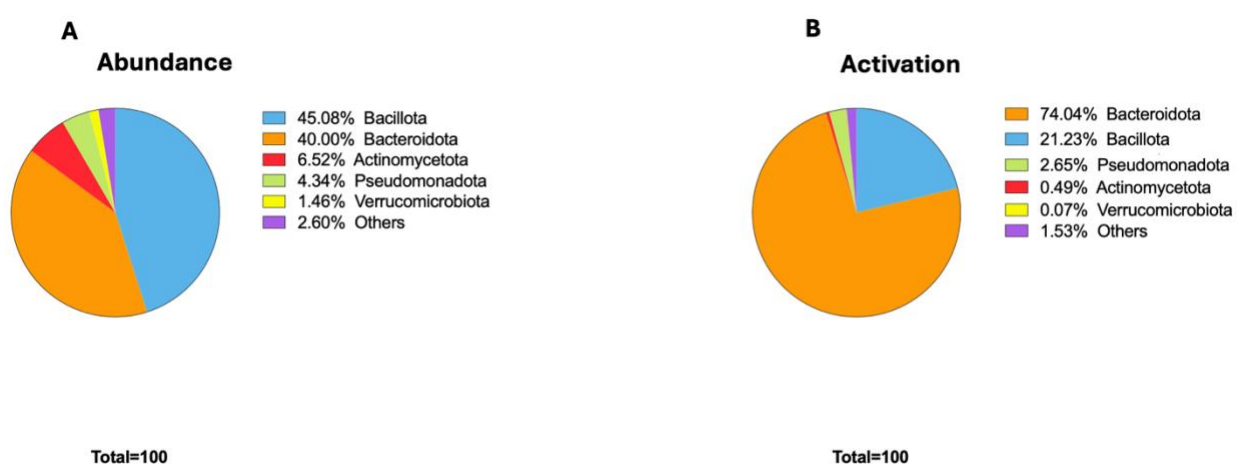 A
Abundance
45.08% Bacillota
40.00% Bacteroidota
6.52% Actinomycetota
4.34% Pseudomonadota
1.46% Verrucomicrobiota
2.60% Others
Total=100
B
Activation
74.04% Bacteroidota
21.23% Bacillota
2.65% Pseudomonadota
0.49% Actinomycetota
0.07% Verrucomicrobiota
1.53% Others
Total=100